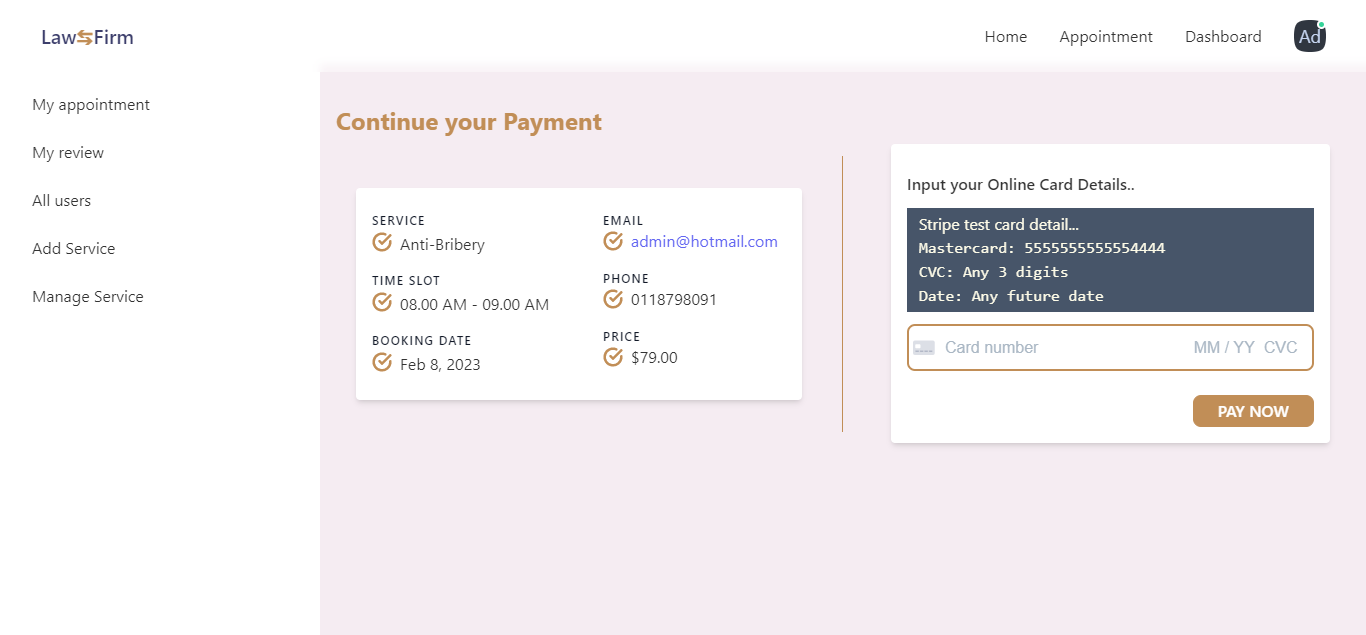 Law Firm
Home Appointment Dashboard Ad
My appointment
My review
All users
Add Service
Manage Service
Continue your Payment
SERVICE
Anti-Bribery
TIME SLOT
08.00 AM - 09.00 AM
BOOKING DATE
Feb 8, 2023
EMAIL
admin@hotmail.com
PHONE
0118798091
PRICE
$79.00
Input your Online Card Details..
Stripe test card detail...
Mastercard: 5555555555554444
CVC: Any 3 digits
Date: Any future date
Card number MM / YY CVC
PAY NOW